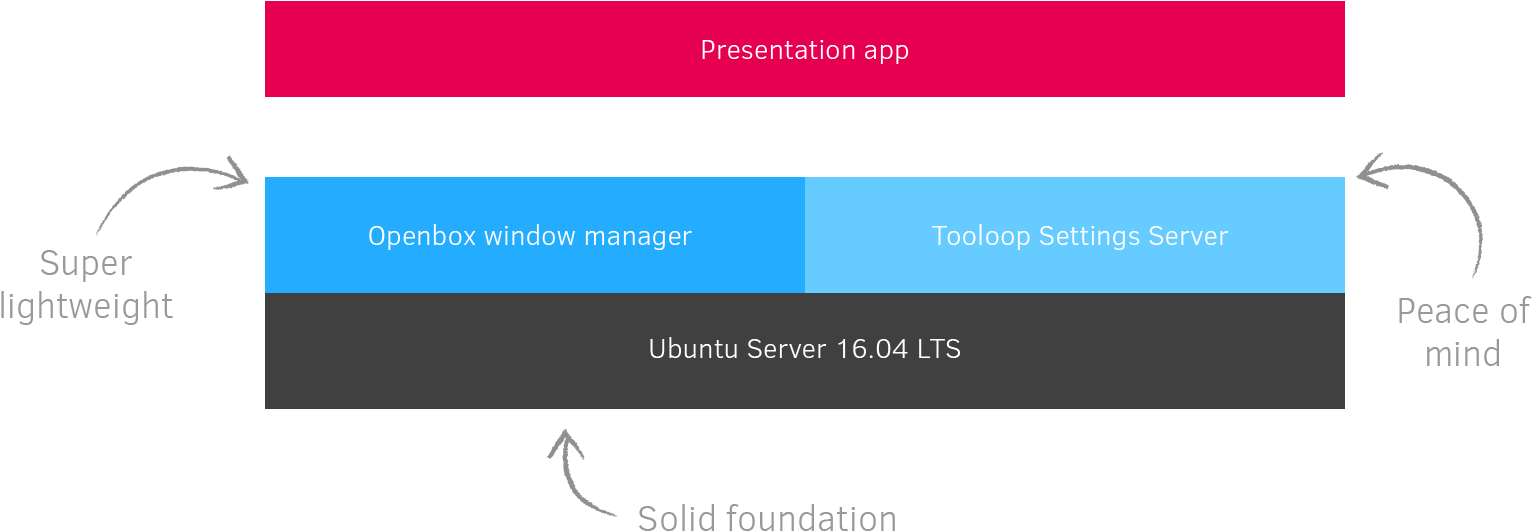 Presentation app
Openbox window manager
Tooloop Settings Server
Super
lightweight
Peace of
mind
Ubuntu Server 16.04 LTS
Solid foundation